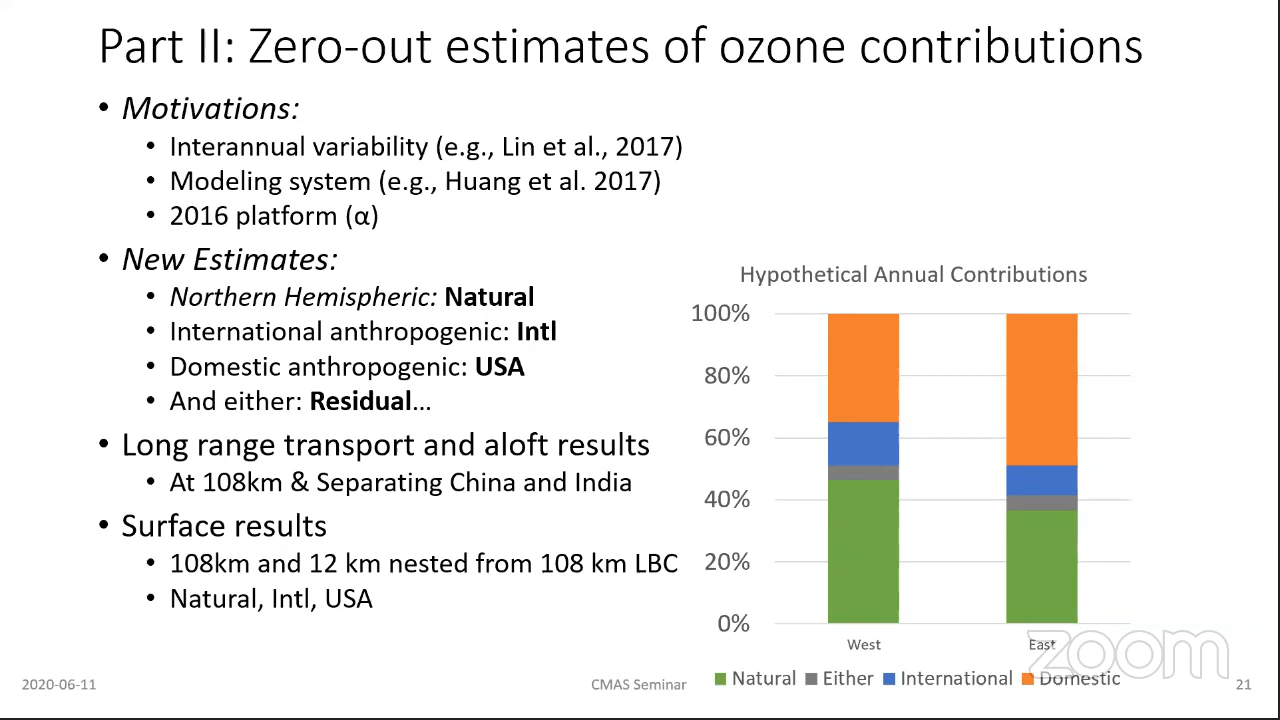 Part II: Zero-out estimates of ozone contributions
• Motivations:
• Interannual variability (e.g., Lin et al., 2017)
• Modeling system (e.g., Huang et al. 2017)
• 2016 platform (α)
• New Estimates:
• Northern Hemispheric: Natural
• International anthropogenic: Intl
• Domestic anthropogenic: USA
• And either: Residual…
• Long range transport and aloft results
• At 108km & Separating China and India
• Surface results
• 108km and 12 km nested from 108 km LBC
• Natural, Intl, USA
Hypothetical Annual Contributions
100%
80%
60%
40%
20%
0%
West East
Natural Either International Domestic
zoom
2020-06-11
CMAS Seminar
21